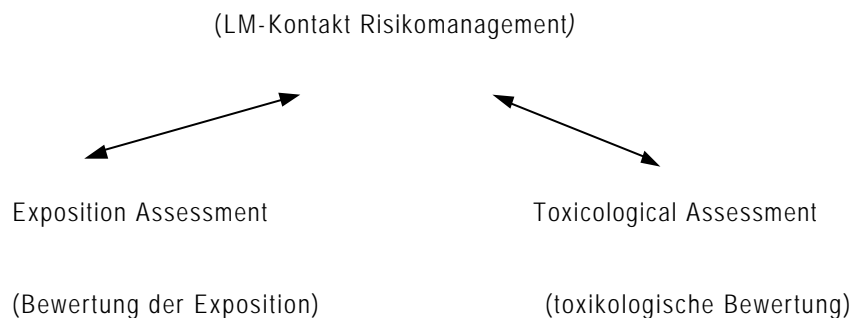 (LM-Kontakt Risikomanagement)
Exposition Assessment Toxicological Assessment
(Bewertung der Exposition) (toxikologische Bewertung)